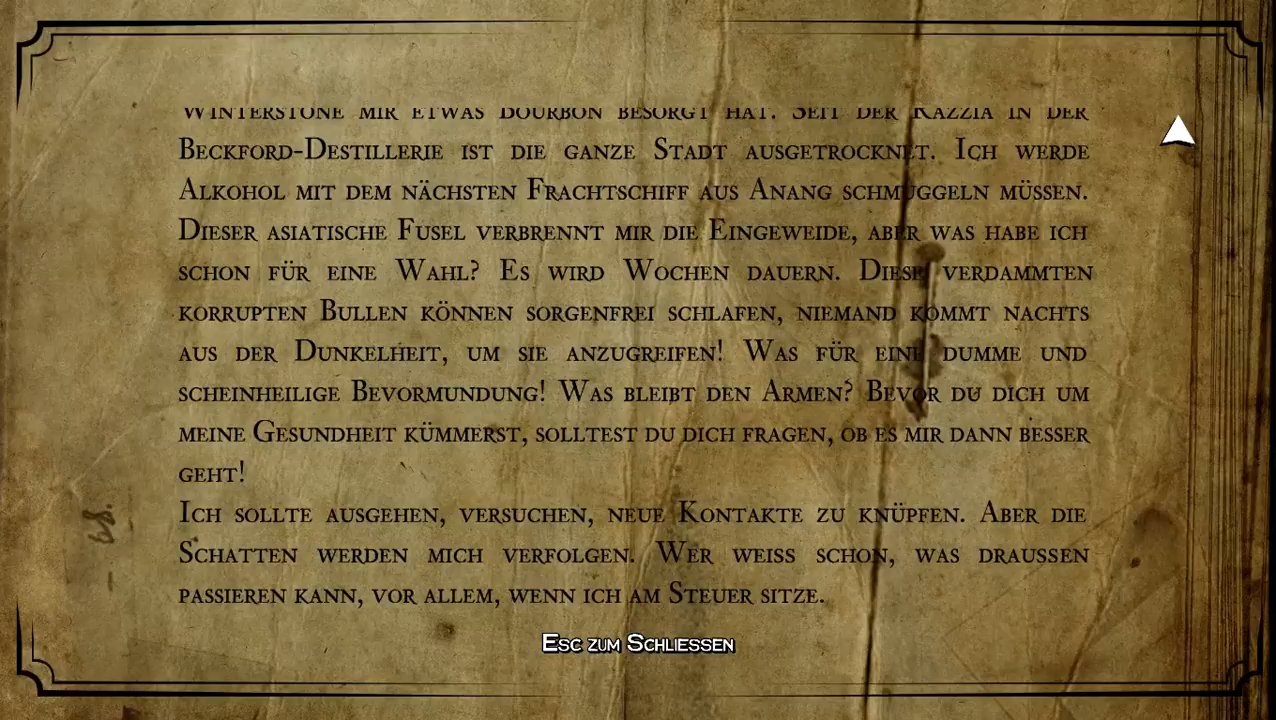 Winterstone mir etwas Bourbon besorgt hat. Seit der Razzia in der
Beckford-Destillerie ist die ganze Stadt ausgetrocknet. Ich werde
Alkohol mit dem nächsten Frachtschiff aus Anang schmuggeln müssen.
Dieser asiatische Fusel verbrennt mir die Eingeweide, aber was habe ich
schon für eine Wahl? Es wird Wochen dauern. Diese verdammten
korrupten Bullen können sorgenfrei schlafen, niemand kommt nachts
aus der Dunkelheit, um sie anzugreifen! Was für eine dumme und
scheinheilige Bevormundung! Was bleibt den Armen? Bevor du dich um
meine Gesundheit kümmerst, solltest du dich fragen, ob es mir dann besser
geht!
Ich sollte ausgehen, versuchen, neue Kontakte zu knüpfen. Aber die
Schatten werden mich verfolgen. Wer weiss schon, was draussen
passieren kann, vor allem, wenn ich am Steuer sitze.
Esc zum Schliessen